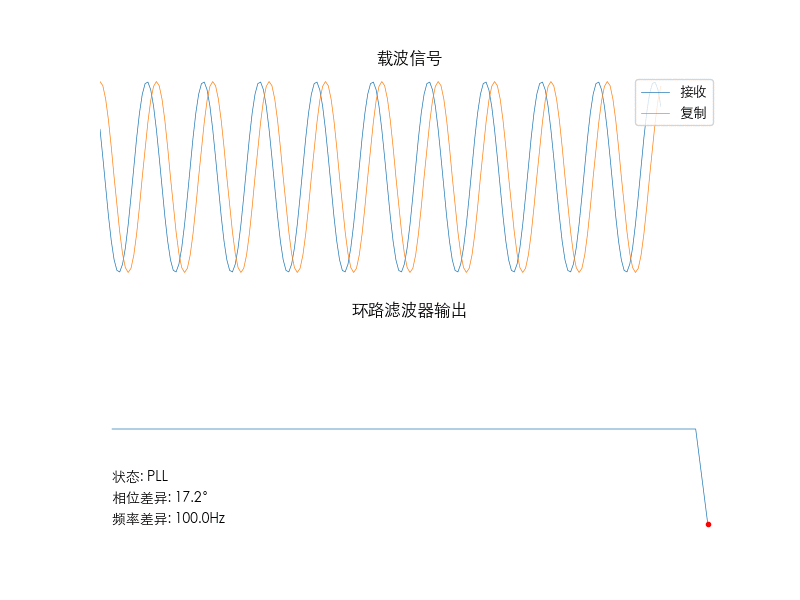 载波信号
接收
复制
环路滤波器输出
状态: PLL
相位差异: 17.2°
频率差异: 100.0Hz